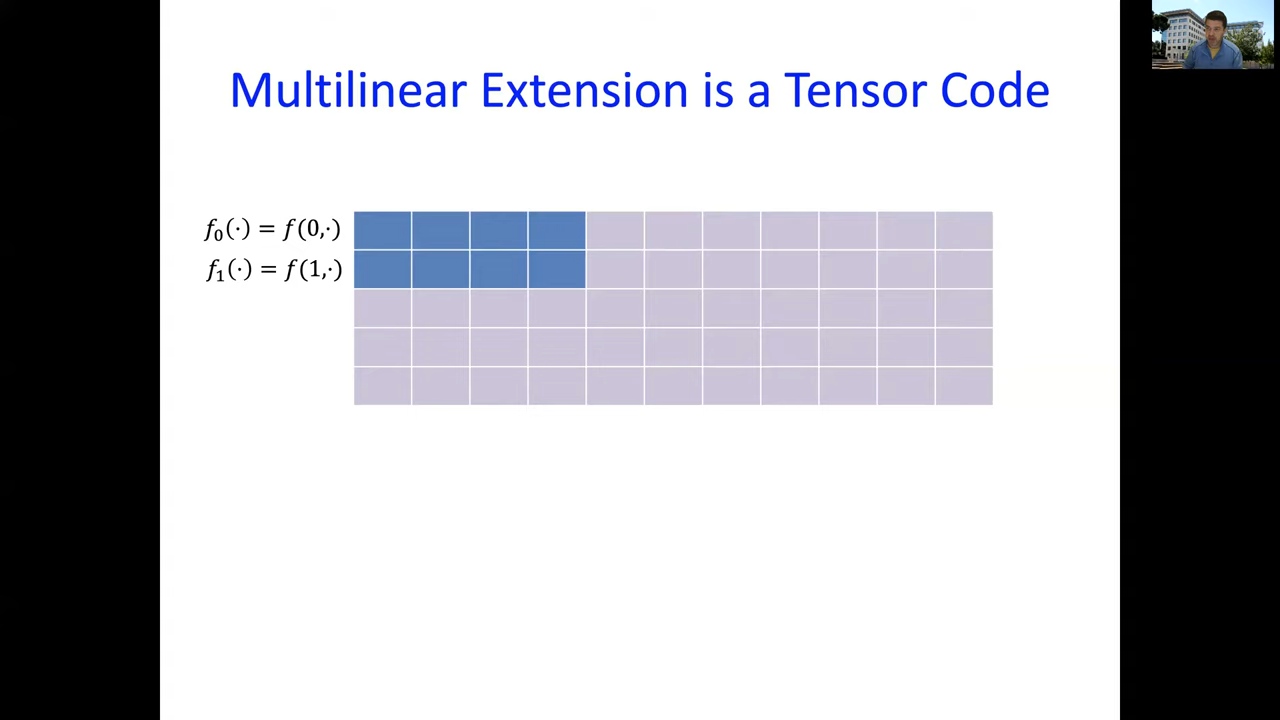 Multilinear Extension is a Tensor Code
f₀(·) = f(0,·)
f₁(·) = f(1,·)